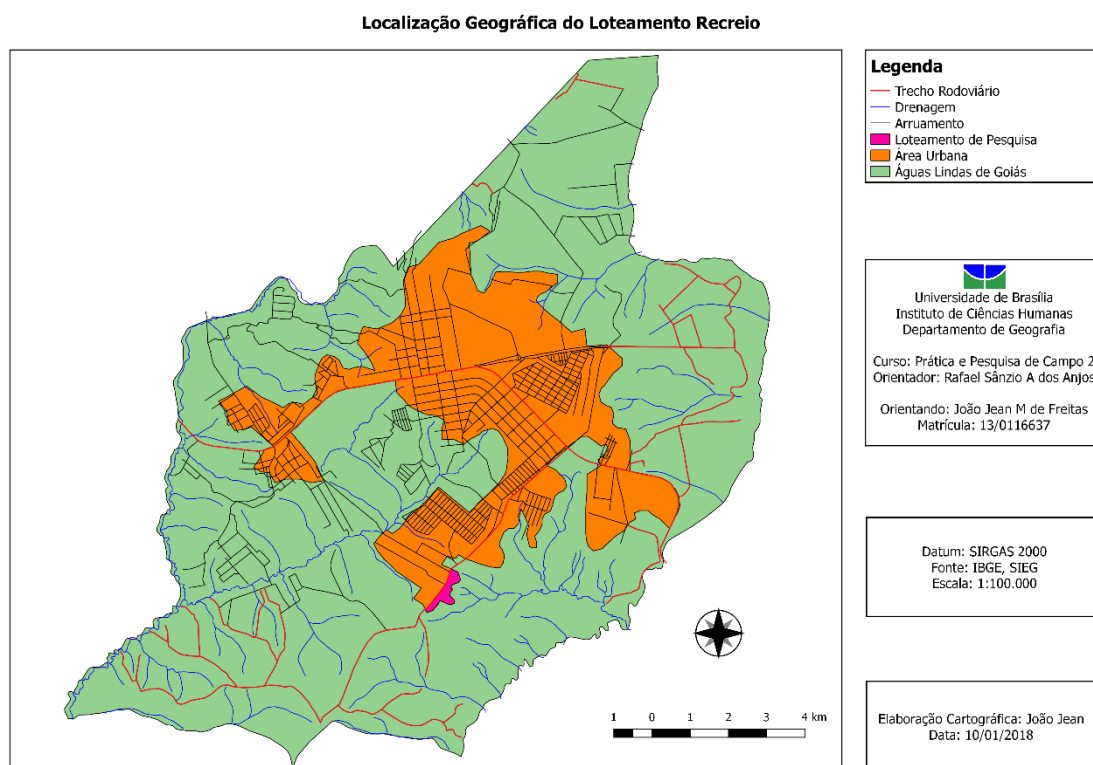 Localização Geográfica do Loteamento Recreio
Legenda
Trecho Rodoviário
Drenagem
Arruamento
Loteamento de Pesquisa
Área Urbana
Águas Lindas de Goiás
Universidade de Brasília
Instituto de Ciências Humanas
Departamento de Geografia
Curso: Prática e Pesquisa de Campo 2
Orientador: Rafael Sânzio A dos Anjos
Orientando: João Jean M de Freitas
Matrícula: 13/0116637
Datum: SIRGAS 2000
Fonte: IBGE, SIEG
Escala: 1:100.000
1 0 1 2 3 4 km
Elaboração Cartográfica: João Jean
Data: 10/01/2018